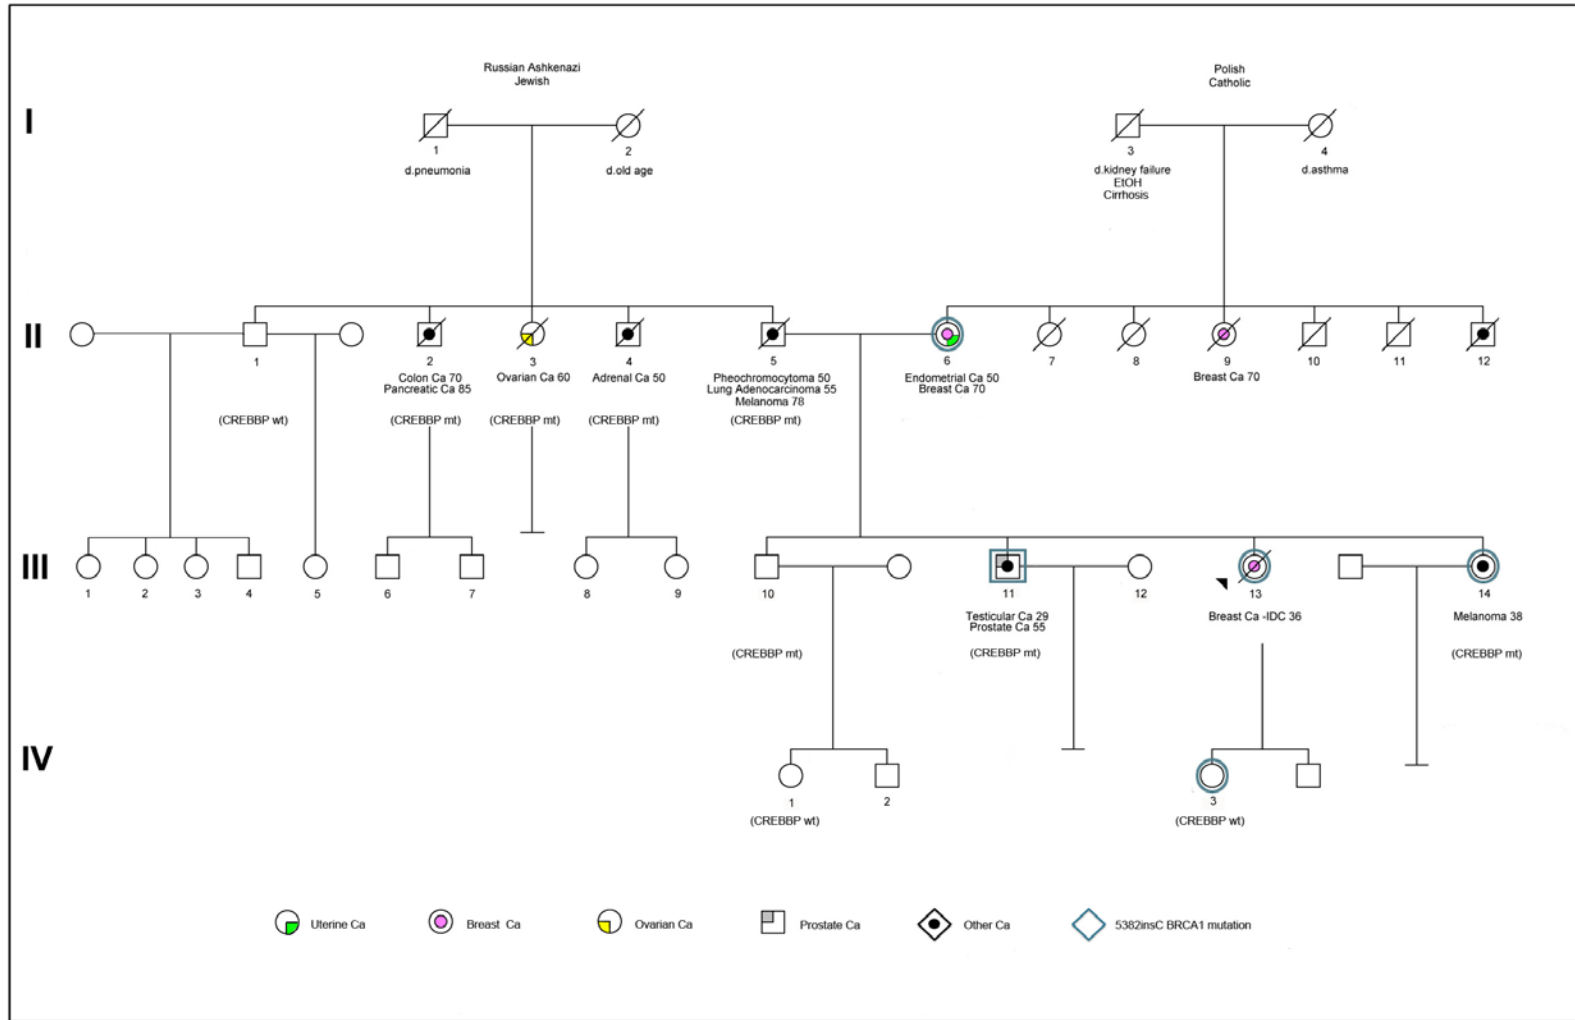 Russian Ashkenazi
Jewish
Polish
Catholic
I
1
2
3
4
d.pneumonia
d.old age
d.kidney failure
EtOH
Cirrhosis
d.asthma
II
1
2
3
4
5
6
7
8
9
10
11
12
Colon Ca 70
Pancreatic Ca 85
Ovarian Ca 60
Adrenal Ca 50
Pheochromocytoma 50
Lung Adenocarcinoma 55
Melanoma 78
Endometrial Ca 50
Breast Ca 70
Breast Ca 70
(CREBBP wt)
(CREBBP mt)
(CREBBP mt)
(CREBBP mt)
(CREBBP mt)
III
1
2
3
4
5
6
7
8
9
10
11
12
13
14
Testicular Ca 29
Prostate Ca 55
Breast Ca -IDC 36
Melanoma 38
(CREBBP mt)
(CREBBP mt)
(CREBBP mt)
IV
1
2
3
(CREBBP wt)
(CREBBP wt)
Uterine Ca
Breast Ca
Ovarian Ca
Prostate Ca
Other Ca
5382insC BRCA1 mutation